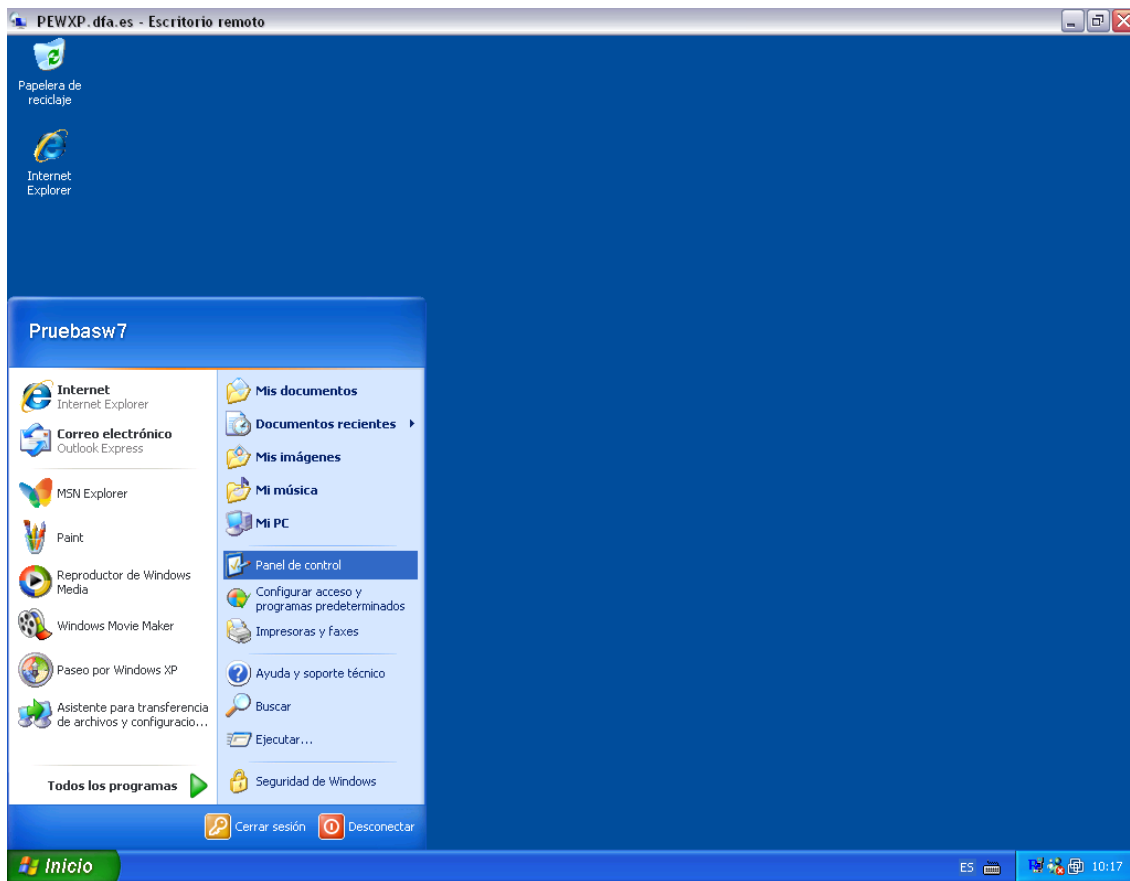 PEWXP.dfa.es - Escritorio remoto
Papelera de
reciclaje
Internet
Explorer
Pruebasw7
Internet
Internet Explorer
Correo electrónico
Outlook Express
MSN Explorer
Paint
Reproductor de Windows
Media
Windows Movie Maker
Paseo por Windows XP
Asistente para transferencia
de archivos y configuracio...
Todos los programas
Mis documentos
Documentos recientes
Mis imágenes
Mi música
Mi PC
Panel de control
Configurar acceso y
programas predeterminados
Impresoras y faxes
Ayuda y soporte técnico
Buscar
Ejecutar...
Seguridad de Windows
Cerrar sesión
Desconectar
Inicio
ES
10:17